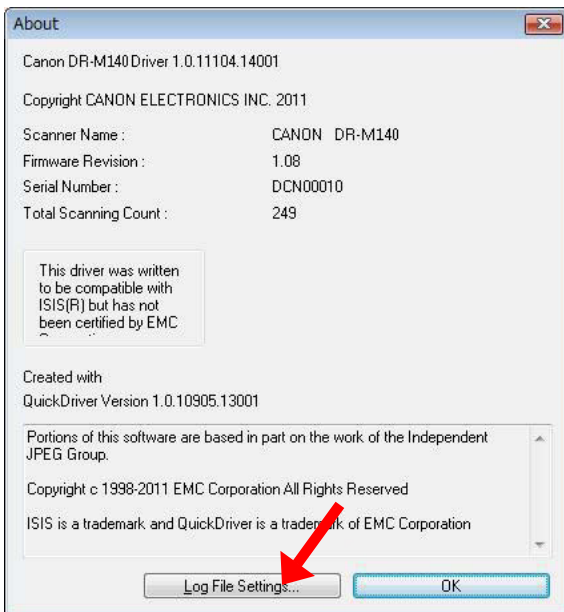 About
Canon DR-M140 Driver 1.0.11104.14001
Copyright CANON ELECTRONICS INC. 2011
Scanner Name : CANON DR-M140
Firmware Revision : 1.08
Serial Number : DCN00010
Total Scanning Count : 249
This driver was written
to be compatible with
ISIS(R) but has not
been certified by EMC
Created with
QuickDriver Version 1.0.10905.13001
Portions of this software are based in part on the work of the Independent
JPEG Group.
Copyright c 1998-2011 EMC Corporation All Rights Reserved
ISIS is a trademark and QuickDriver is a trademark of EMC Corporation
Log File Settings... OK